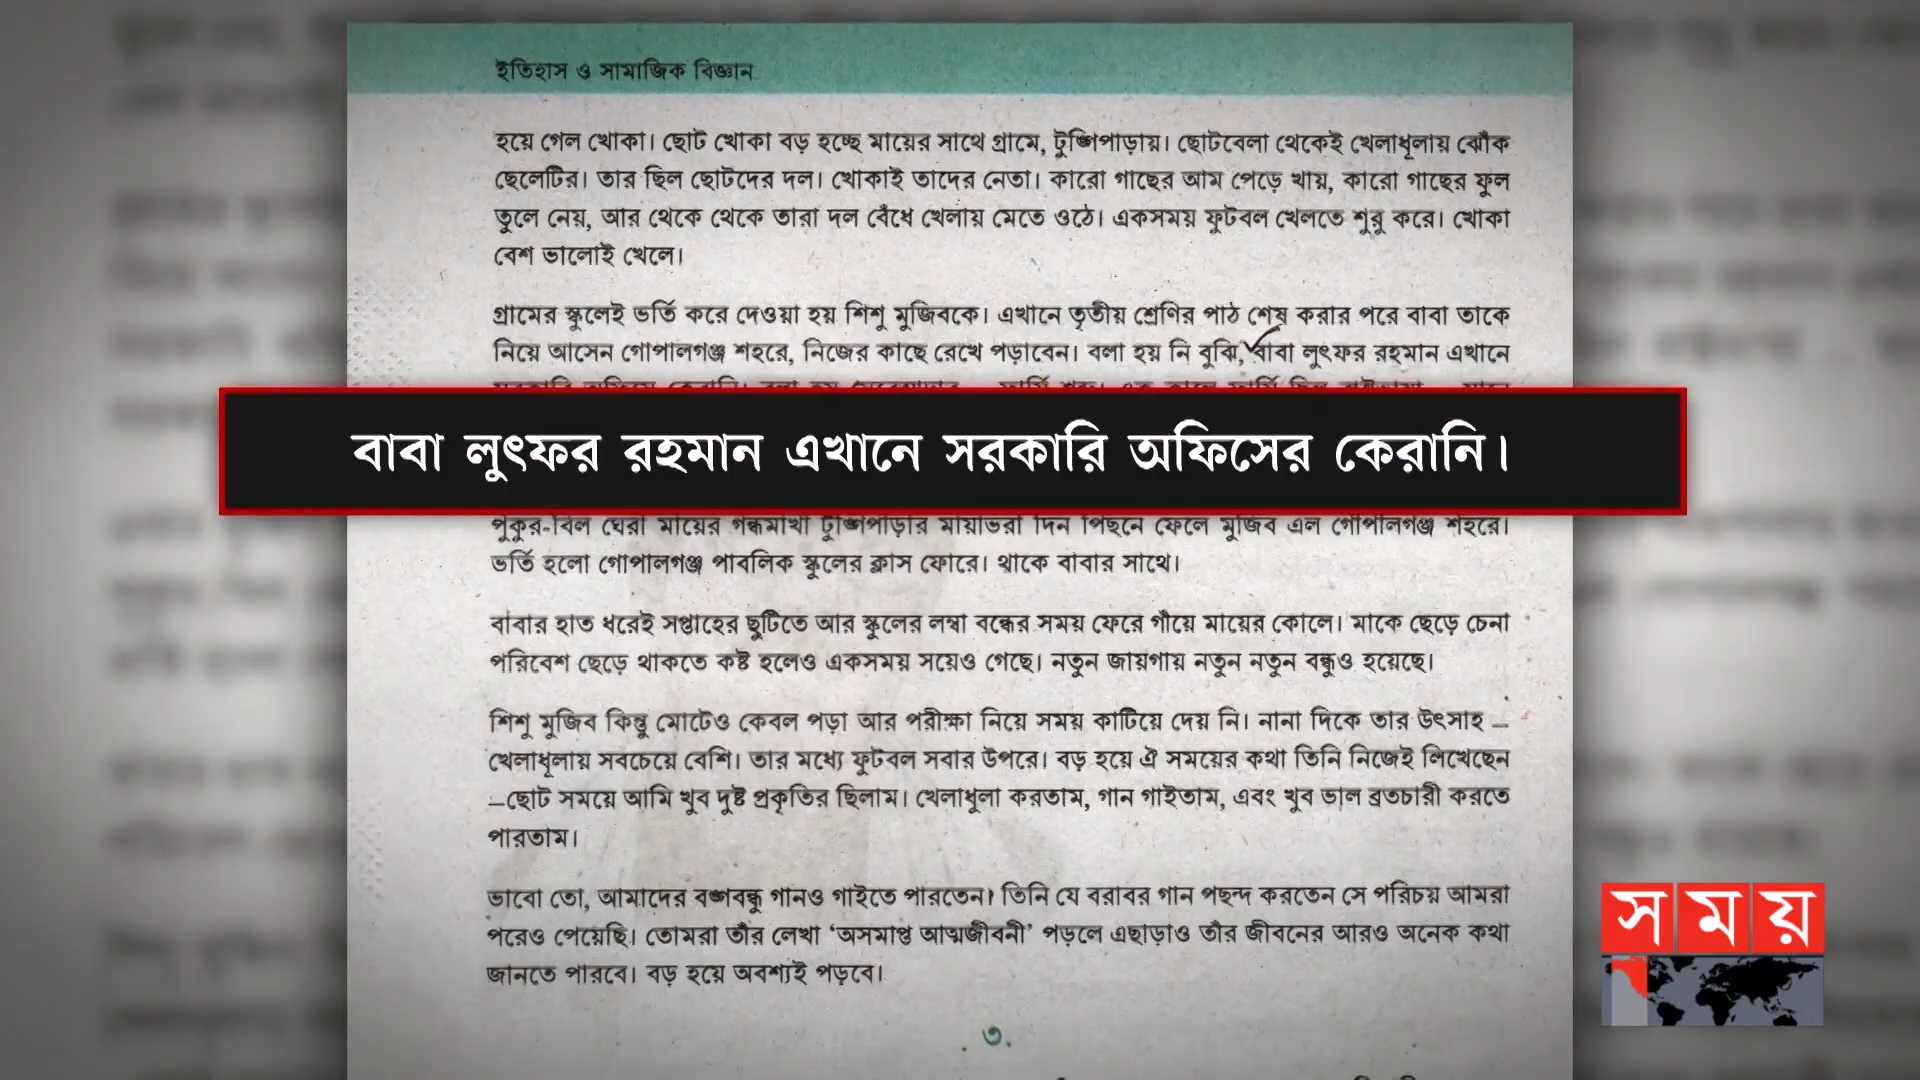 ইতিহাস ও সামাজিক বিজ্ঞান
হয়ে গেল খোকা। ছোট খোকা বড় হচ্ছে মায়ের সাথে গ্রামে, টুঙ্গিপাড়ায়। ছোটবেলা থেকেই খেলাধূলায় ঝোঁক
ছেলেটির। তার ছিল ছোটদের দল। খোকাই তাদের নেতা। কারো গাছের আম পেড়ে খায়, কারো গাছের ফুল
তুলে নেয়, আর থেকে থেকে তারা দল বেঁধে খেলায় মেতে ওঠে। একসময় ফুটবল খেলতে শুরু করে। খোকা
বেশ ভালোই খেলে।
গ্রামের স্কুলেই ভর্তি করে দেওয়া হয় শিশু মুজিবকে। এখানে তৃতীয় শ্রেণির পাঠ শেষ করার পরে বাবা তাকে
নিয়ে আসেন গোপালগঞ্জ শহরে, নিজের কাছে রেখে পড়াবেন। বলা হয় নি বুঝি, বাবা লুৎফর রহমান এখানে
বাবা লুৎফর রহমান এখানে সরকারি অফিসের কেরানি।
পুকুর-বিল ঘেরা মায়ের গন্ধমাখা টুঙ্গিপাড়ার মায়াভরা দিন পিছনে ফেলে মুজিব এল গোপালগঞ্জ শহরে।
ভর্তি হলো গোপালগঞ্জ পাবলিক স্কুলের ক্লাস ফোরে। থাকে বাবার সাথে।
বাবার হাত ধরেই সপ্তাহের ছুটিতে আর স্কুলের লম্বা বন্ধের সময় ফেরে গাঁয়ে মায়ের কোলে। মাকে ছেড়ে চেনা
পরিবেশ ছেড়ে থাকতে কষ্ট হলেও একসময় সয়েও গেছে। নতুন জায়গায় নতুন নতুন বন্ধুও হয়েছে।
শিশু মুজিব কিন্তু মোটেও কেবল পড়া আর পরীক্ষা নিয়ে সময় কাটিয়ে দেয় নি। নানা দিকে তার উৎসাহ –
খেলাধূলায় সবচেয়ে বেশি। তার মধ্যে ফুটবল সবার উপরে। বড় হয়ে ঐ সময়ের কথা তিনি নিজেই লিখেছেন
–ছোট সময়ে আমি খুব দুষ্ট প্রকৃতির ছিলাম। খেলাধুলা করতাম, গান গাইতাম, এবং খুব ভাল ব্রতচারী করতে
পারতাম।
ভাবো তো, আমাদের বঙ্গবন্ধু গানও গাইতে পারতেন। তিনি যে বরাবর গান পছন্দ করতেন সে পরিচয় আমরা
পরেও পেয়েছি। তোমরা তাঁর লেখা ‘অসমাপ্ত আত্মজীবনী’ পড়লে এছাড়াও তাঁর জীবনের আরও অনেক কথা
জানতে পারবে। বড় হয়ে অবশ্যই পড়বে।
৩
সময়